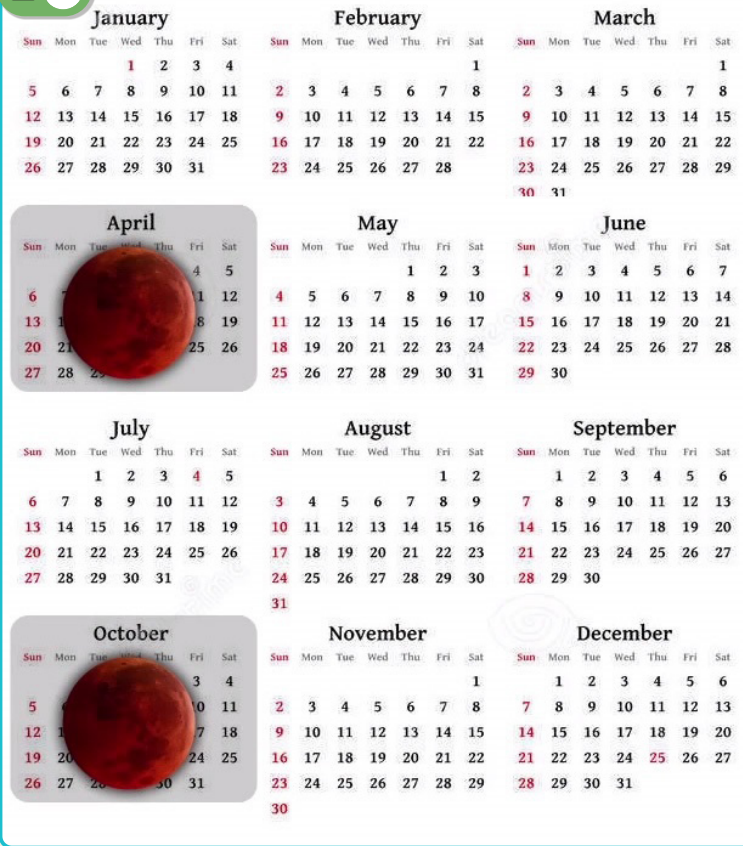 January February March
Sun Mon Tue Wed Thu Fri Sat Sun Mon Tue Wed Thu Fri Sat Sun Mon Tue Wed Thu Fri Sat
1 2 3 4 1 1
5 6 7 8 9 10 11 2 3 4 5 6 7 8 2 3 4 5 6 7 8
12 13 14 15 16 17 18 9 10 11 12 13 14 15 9 10 11 12 13 14 15
19 20 21 22 23 24 25 16 17 18 19 20 21 22 16 17 18 19 20 21 22
26 27 28 29 30 31 23 24 25 26 27 28 23 24 25 26 27 28 29
30 31
April May June
Sun Mon Tue Wed Thu Fri Sat Sun Mon Tue Wed Thu Fri Sat Sun Mon Tue Wed Thu Fri Sat
4 5 1 2 3 1 2 3 4 5 6 7
6 12 4 5 6 7 8 9 10 8 9 10 11 12 13 14
13 19 11 12 13 14 15 16 17 15 16 17 18 19 20 21
20 21 25 26 18 19 20 21 22 23 24 22 23 24 25 26 27 28
27 28 25 26 27 28 29 30 31 29 30
July August September
Sun Mon Tue Wed Thu Fri Sat Sun Mon Tue Wed Thu Fri Sat Sun Mon Tue Wed Thu Fri Sat
1 2 3 4 5 1 2 1 2 3 4 5 6
6 7 8 9 10 11 12 3 4 5 6 7 8 9 7 8 9 10 11 12 13
13 14 15 16 17 18 19 10 11 12 13 14 15 16 14 15 16 17 18 19 20
20 21 22 23 24 25 26 17 18 19 20 21 22 23 21 22 23 24 25 26 27
27 28 29 30 31 24 25 26 27 28 29 30 28 29 30
31
October November December
Sun Mon Tue Wed Thu Fri Sat Sun Mon Tue Wed Thu Fri Sat Sun Mon Tue Wed Thu Fri Sat
3 4 1 1 2 3 4 5 6
5 11 2 3 4 5 6 7 8 7 8 9 10 11 12 13
12 18 9 10 11 12 13 14 15 14 15 16 17 18 19 20
19 20 24 25 16 17 18 19 20 21 22 21 22 23 24 25 26 27
26 27 30 31 23 24 25 26 27 28 29 28 29 30 31
30